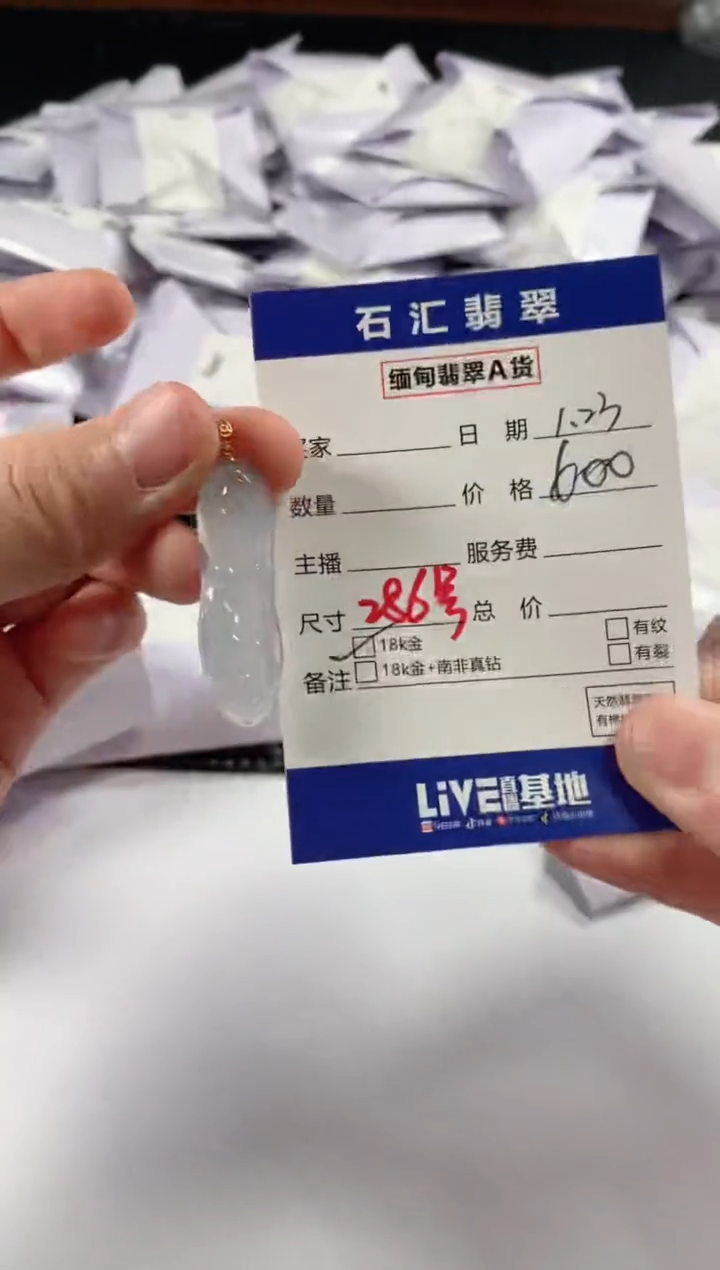 石汇翡翠
缅甸翡翠A货
家 日 期 1.23
数量 价 格 600
主播 服务费
尺寸 286号 总 价
18k金 有纹
备注 18k金+南非真钻 有裂
天然翡
有棉
LiVE直播基地